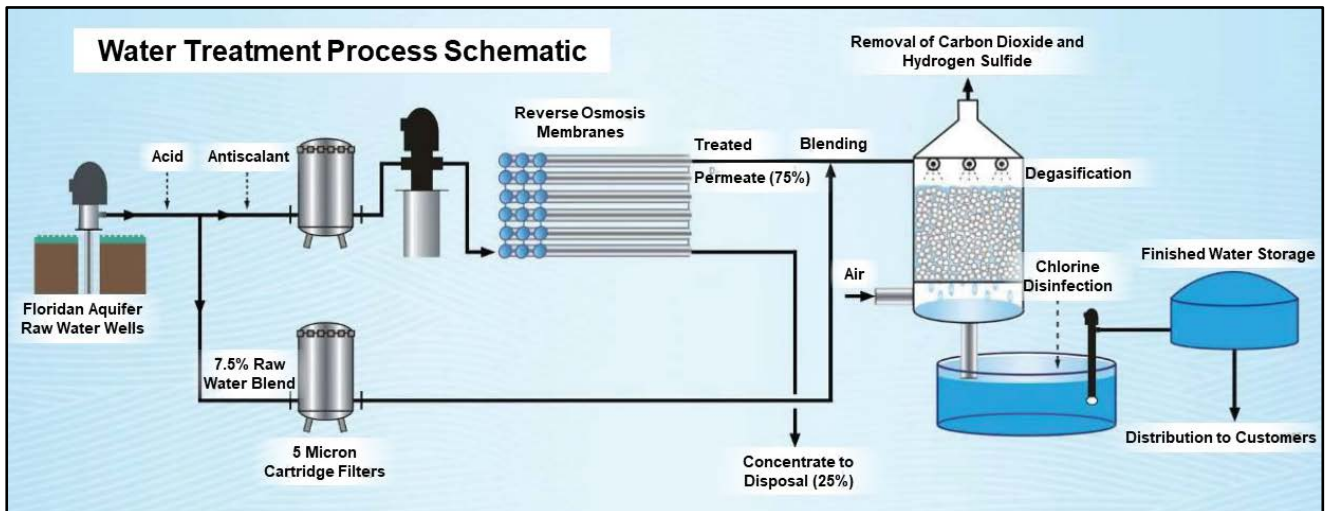 Water Treatment Process Schematic
Removal of Carbon Dioxide and
Hydrogen Sulfide
Acid
Antiscalant
Reverse Osmosis
Membranes
Treated
Permeate (75%)
Blending
Degasification
Floridan Aquifer
Raw Water Wells
Air
Chlorine
Disinfection
Finished Water Storage
7.5% Raw
Water Blend
5 Micron
Cartridge Filters
Concentrate to
Disposal (25%)
Distribution to Customers